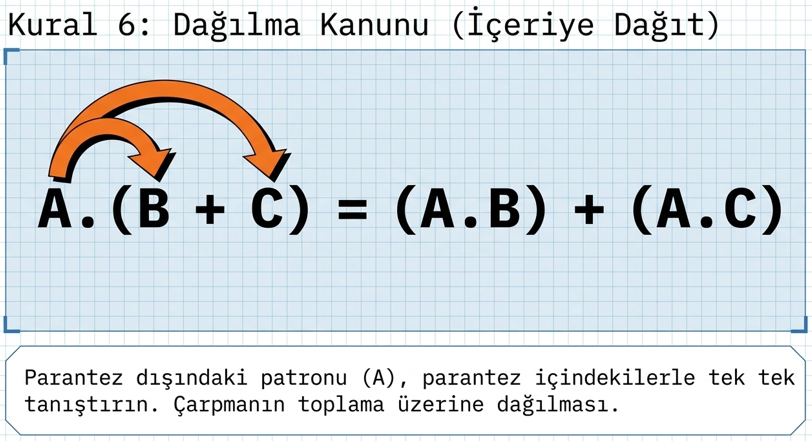 Kural 6: Dağılma Kanunu (İçeriye Dağıt)
A.(B + C) = (A.B) + (A.C)
Parantez dışındaki patronu (A), parantez içindekilerle tek tek
tanıştırın. Çarpmanın toplama üzerine dağılması.